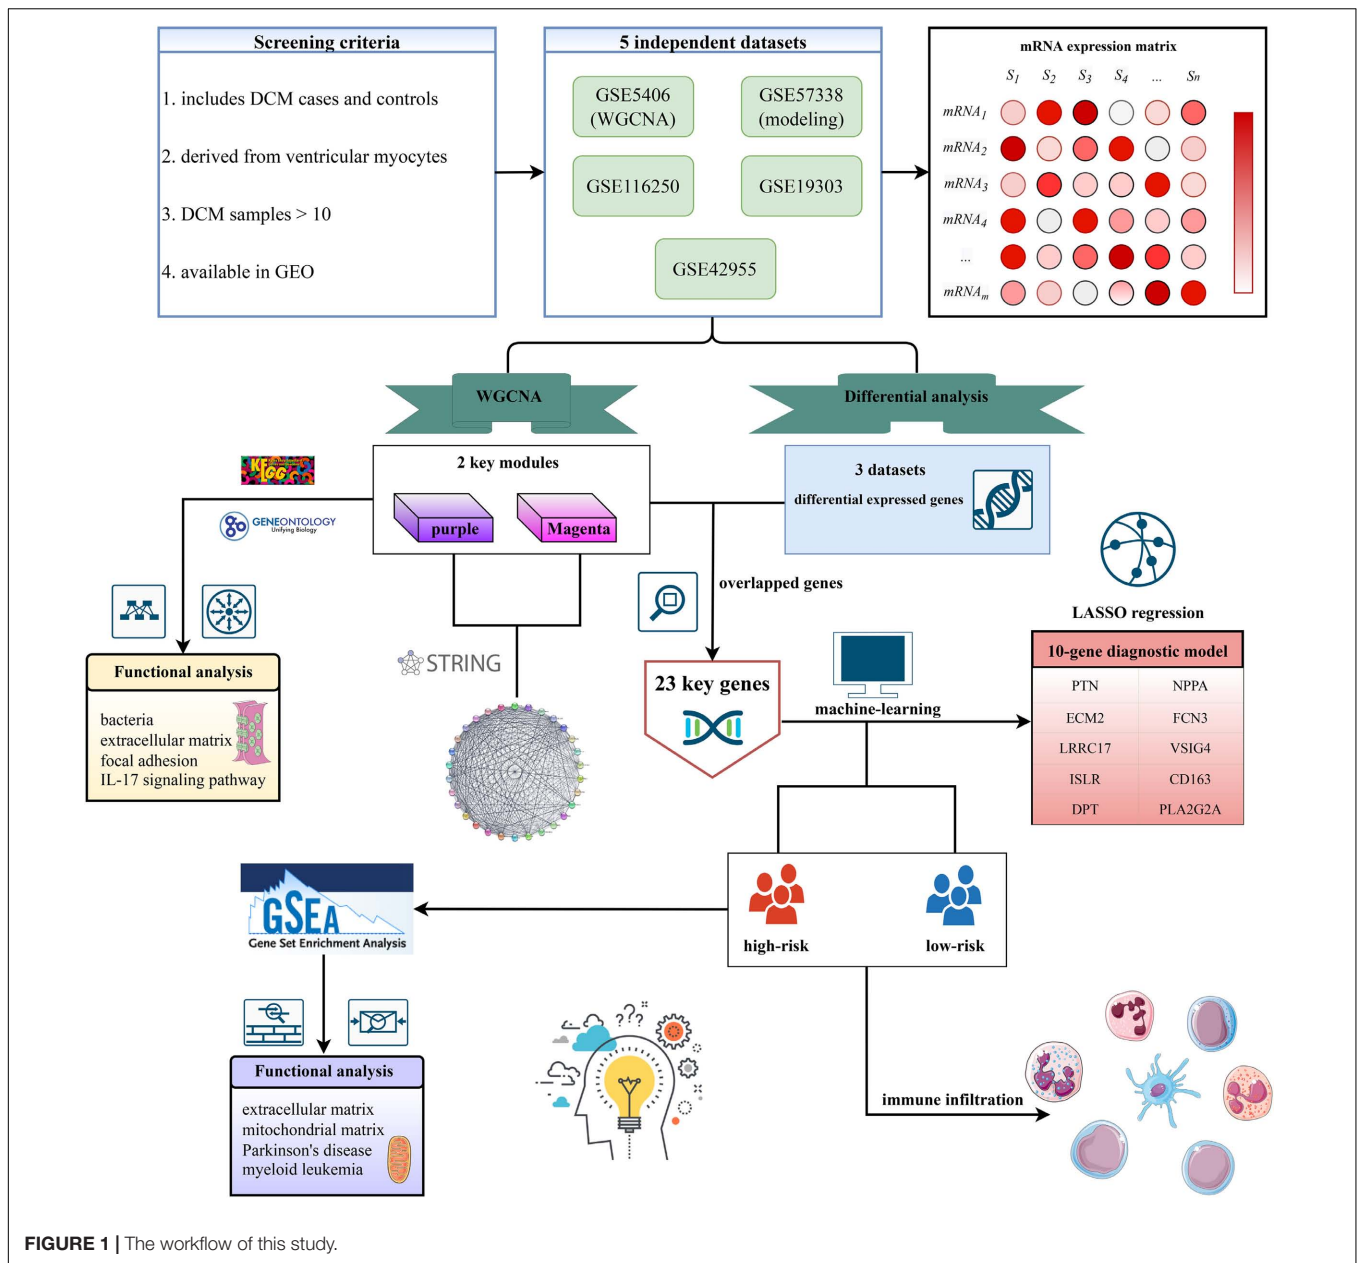 Screening criteria
1. includes DCM cases and controls
2. derived from ventricular myocytes
3. DCM samples > 10
4. available in GEO
5 independent datasets
GSE5406
(WGCNA)
GSE57338
(modeling)
GSE116250
GSE19303
GSE42955
mRNA expression matrix
S1 S2 S3 S4 ... Sn
mRNA1
mRNA2
mRNA3
mRNA4
...
mRNAm
WGCNA
Differential analysis
KEGG
GENEONTOLOGY
Unifying Biology
2 key modules
purple
Magenta
3 datasets
differential expressed genes
overlapped genes
LASSO regression
Functional analysis
bacteria
extracellular matrix
focal adhesion
IL-17 signaling pathway
STRING
23 key genes
machine-learning
10-gene diagnostic model
PTN NPPA
ECM2 FCN3
LRRC17 VSIG4
ISLR CD163
DPT PLA2G2A
GSEA
Gene Set Enrichment Analysis
high-risk
low-risk
???
Functional analysis
extracellular matrix
mitochondrial matrix
Parkinson's disease
myeloid leukemia
immune infiltration
FIGURE 1 | The workflow of this study.